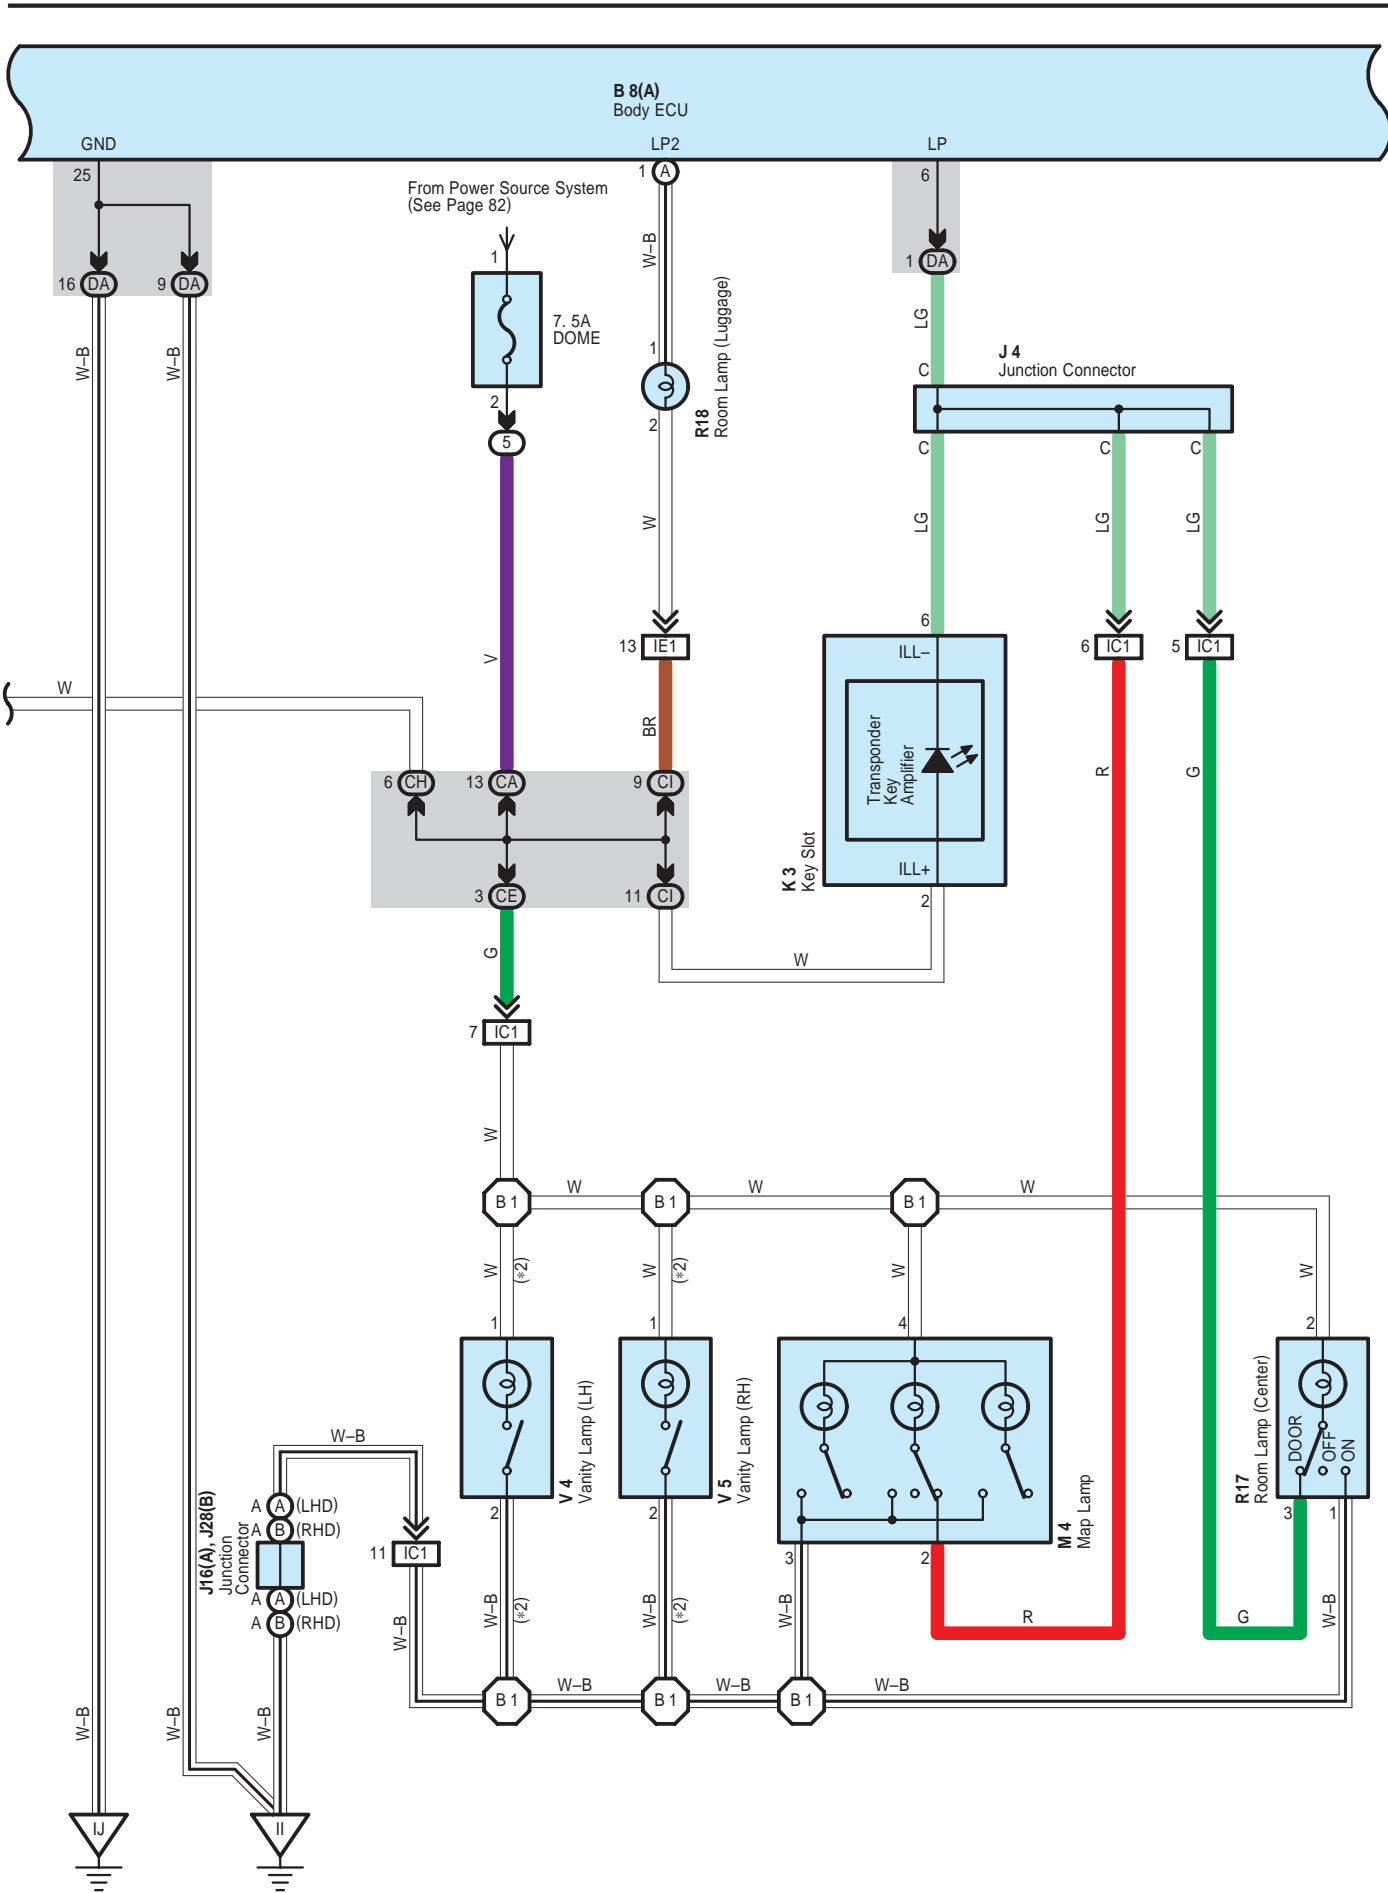 B 8(A)
Body ECU
GND
LP2
LP
25
1
A
6
From Power Source System
(See Page 82)
1
16
DA
9
DA
1
DA
W–B
7. 5A
DOME
W–B
W–B
1
R18
Room Lamp (Luggage)
LG
J 4
Junction Connector
C
2
5
2
C
C
C
W
LG
LG
LG
6
13
IE1
6
IC1
5
IC1
ILL–
V
W
BR
Transponder
Key
Amplifier
R
G
6
CH
13
CA
9
CI
K 3
Key Slot
ILL+
3
CE
11
CI
2
G
W
7
IC1
W
B 1
W
B 1
W
B 1
W
W
(*2)
W
(*2)
W
W
1
1
4
2
V 4
Vanity Lamp (LH)
V 5
Vanity Lamp (RH)
M 4
Map Lamp
R17
Room Lamp (Center)
DOOR
OFF
ON
W–B
J16(A), J28(B)
Junction
Connector
A
A
(LHD)
A
B
(RHD)
2
2
3
1
11
IC1
3
2
A
A
(LHD)
A
B
(RHD)
W–B
W–B
(*2)
W–B
(*2)
W–B
R
G
W–B
W–B
W–B
W–B
B 1
W–B
B 1
W–B
B 1
W–B
IJ
II